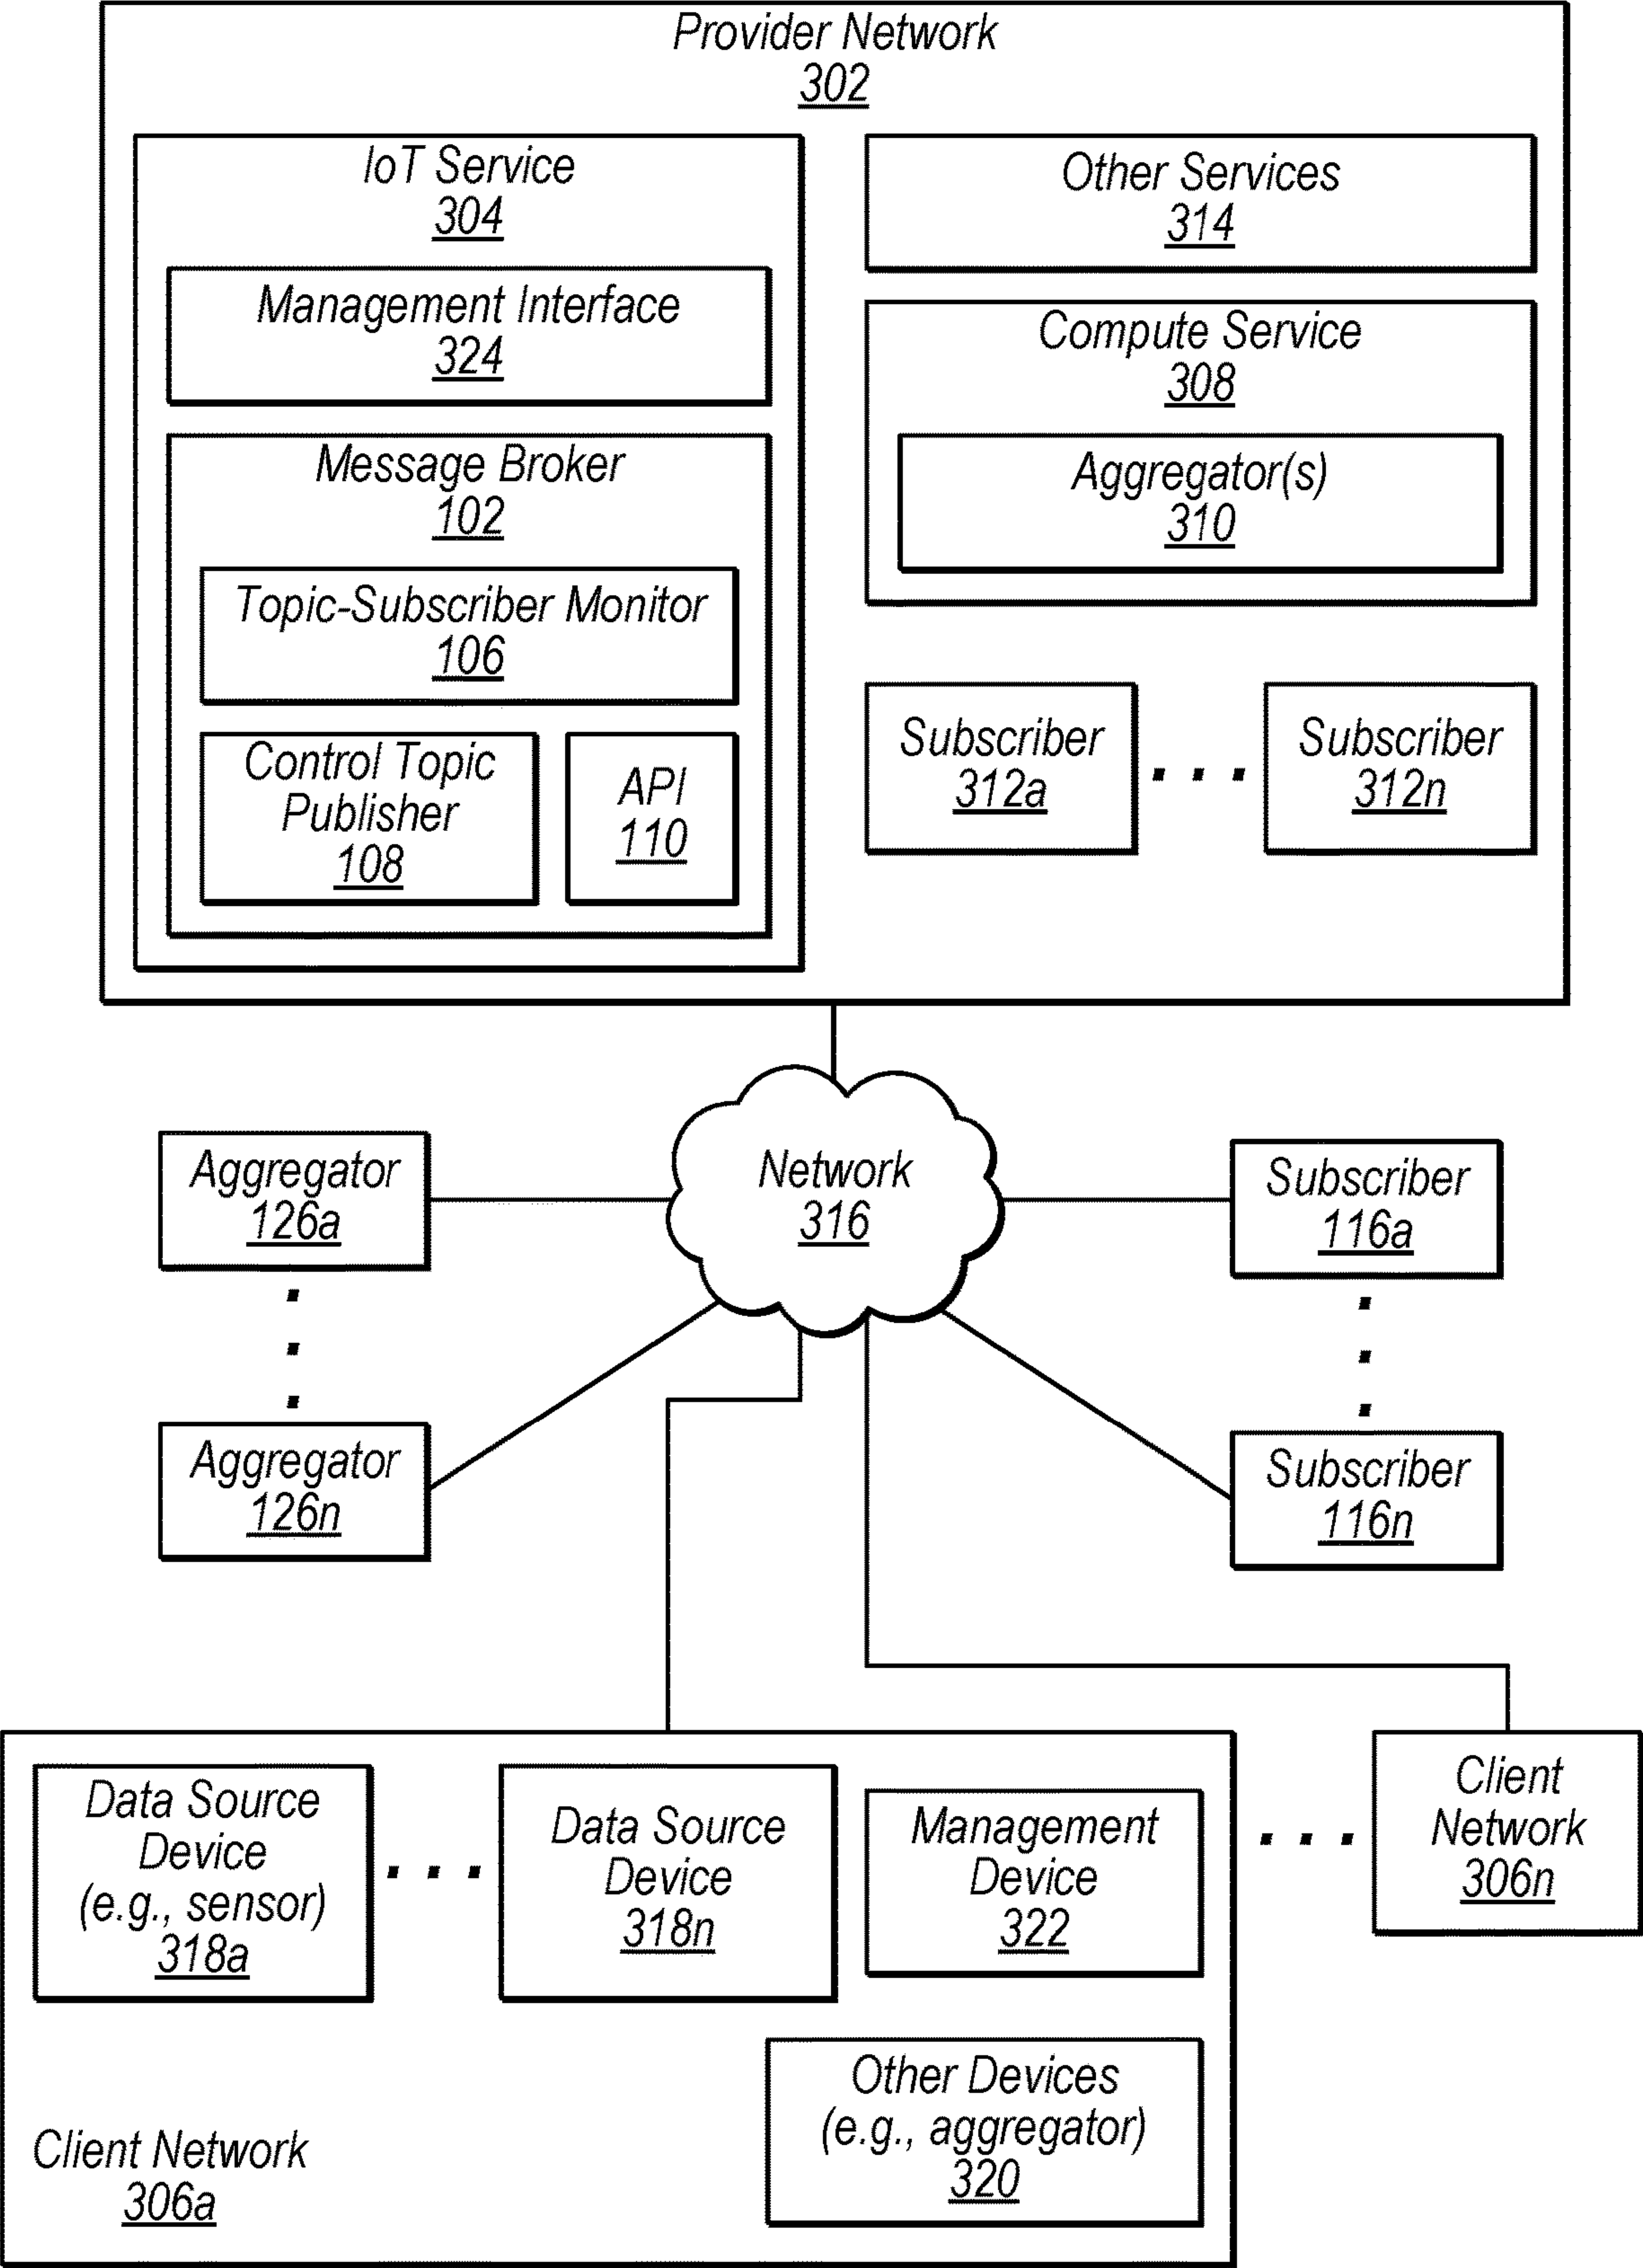 Provider Network
302
IoT Service
304
Management Interface
324
Message Broker
102
Topic-Subscriber Monitor
106
Control Topic
Publisher
108
API
110
Other Services
314
Compute Service
308
Aggregator(s)
310
Subscriber
312a
Subscriber
312n
Network
316
Aggregator
126a
Aggregator
126n
Subscriber
116a
Subscriber
116n
Data Source
Device
(e.g., sensor)
318a
Data Source
Device
318n
Management
Device
322
Other Devices
(e.g., aggregator)
320
Client Network
306a
Client
Network
306n